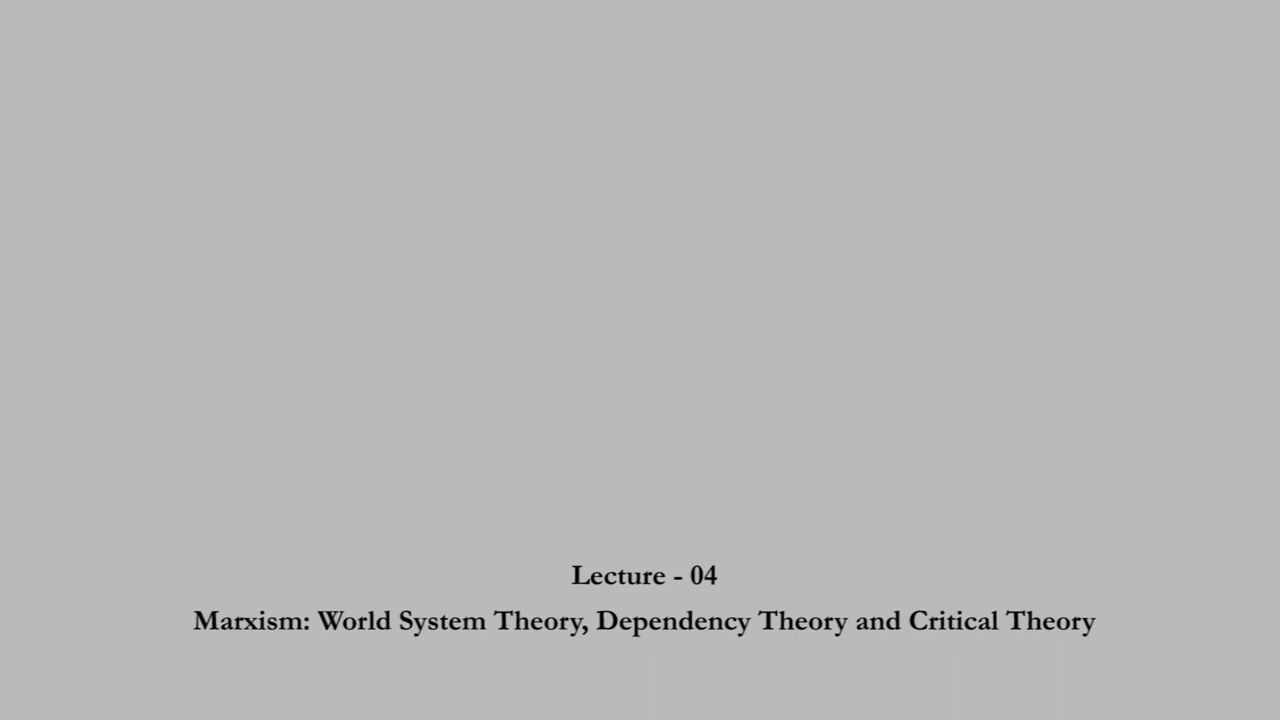 Lecture - 04
Marxism: World System Theory, Dependency Theory and Critical Theory